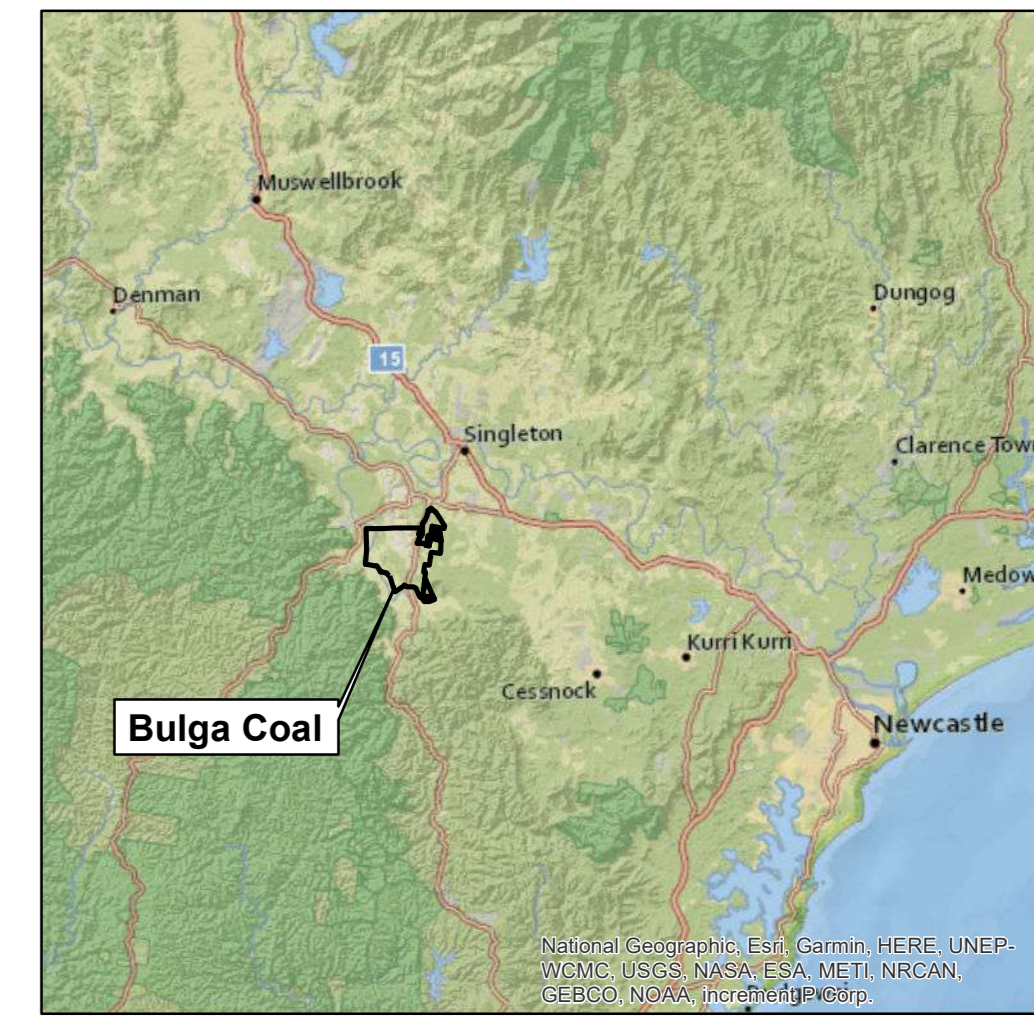 Muswellbrook
Denman
Dungog
15
Singleton
Clarence Tow
Medow
Kurri Kurri
Cessnock
Bulga Coal
Newcastle
National Geographic, Esri, Garmin, HERE, UNEP-
WCMC, USGS, NASA, ESA, METI, NRCAN,
GEBCO, NOAA, increment P Corp.